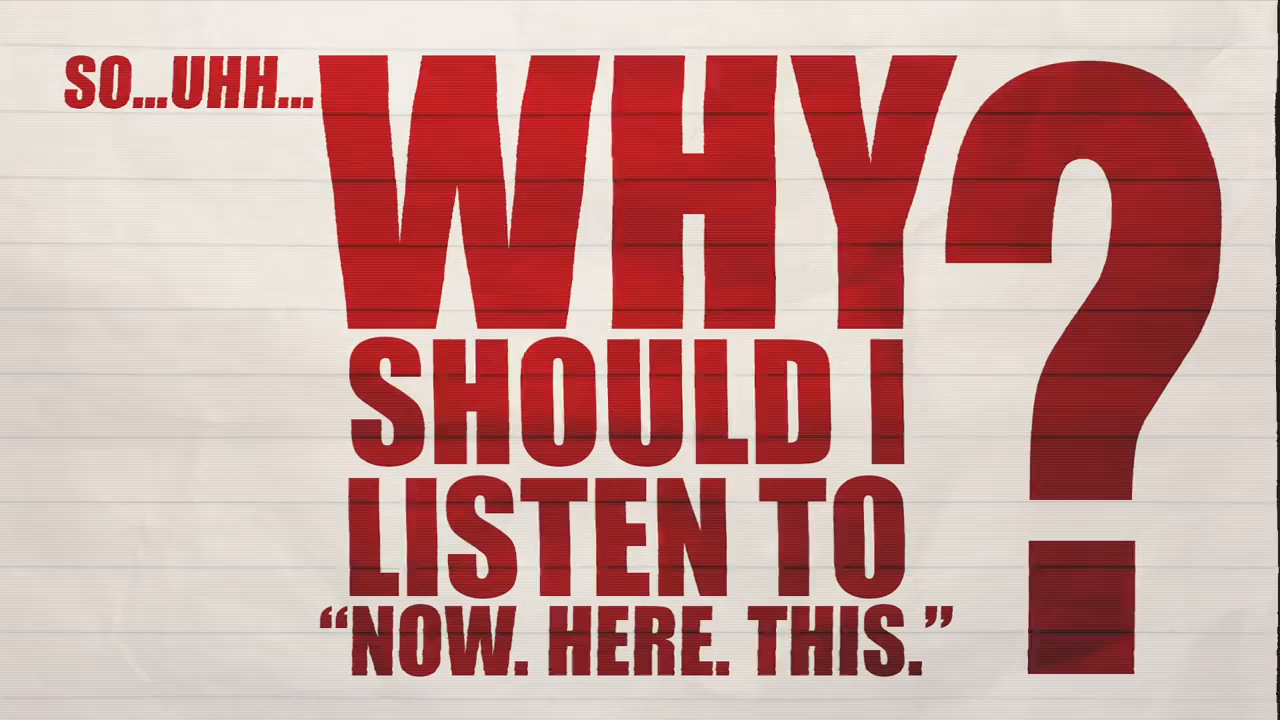 SO...UHH... WHY?
SHOULD I
LISTEN TO
“NOW. HERE. THIS.”